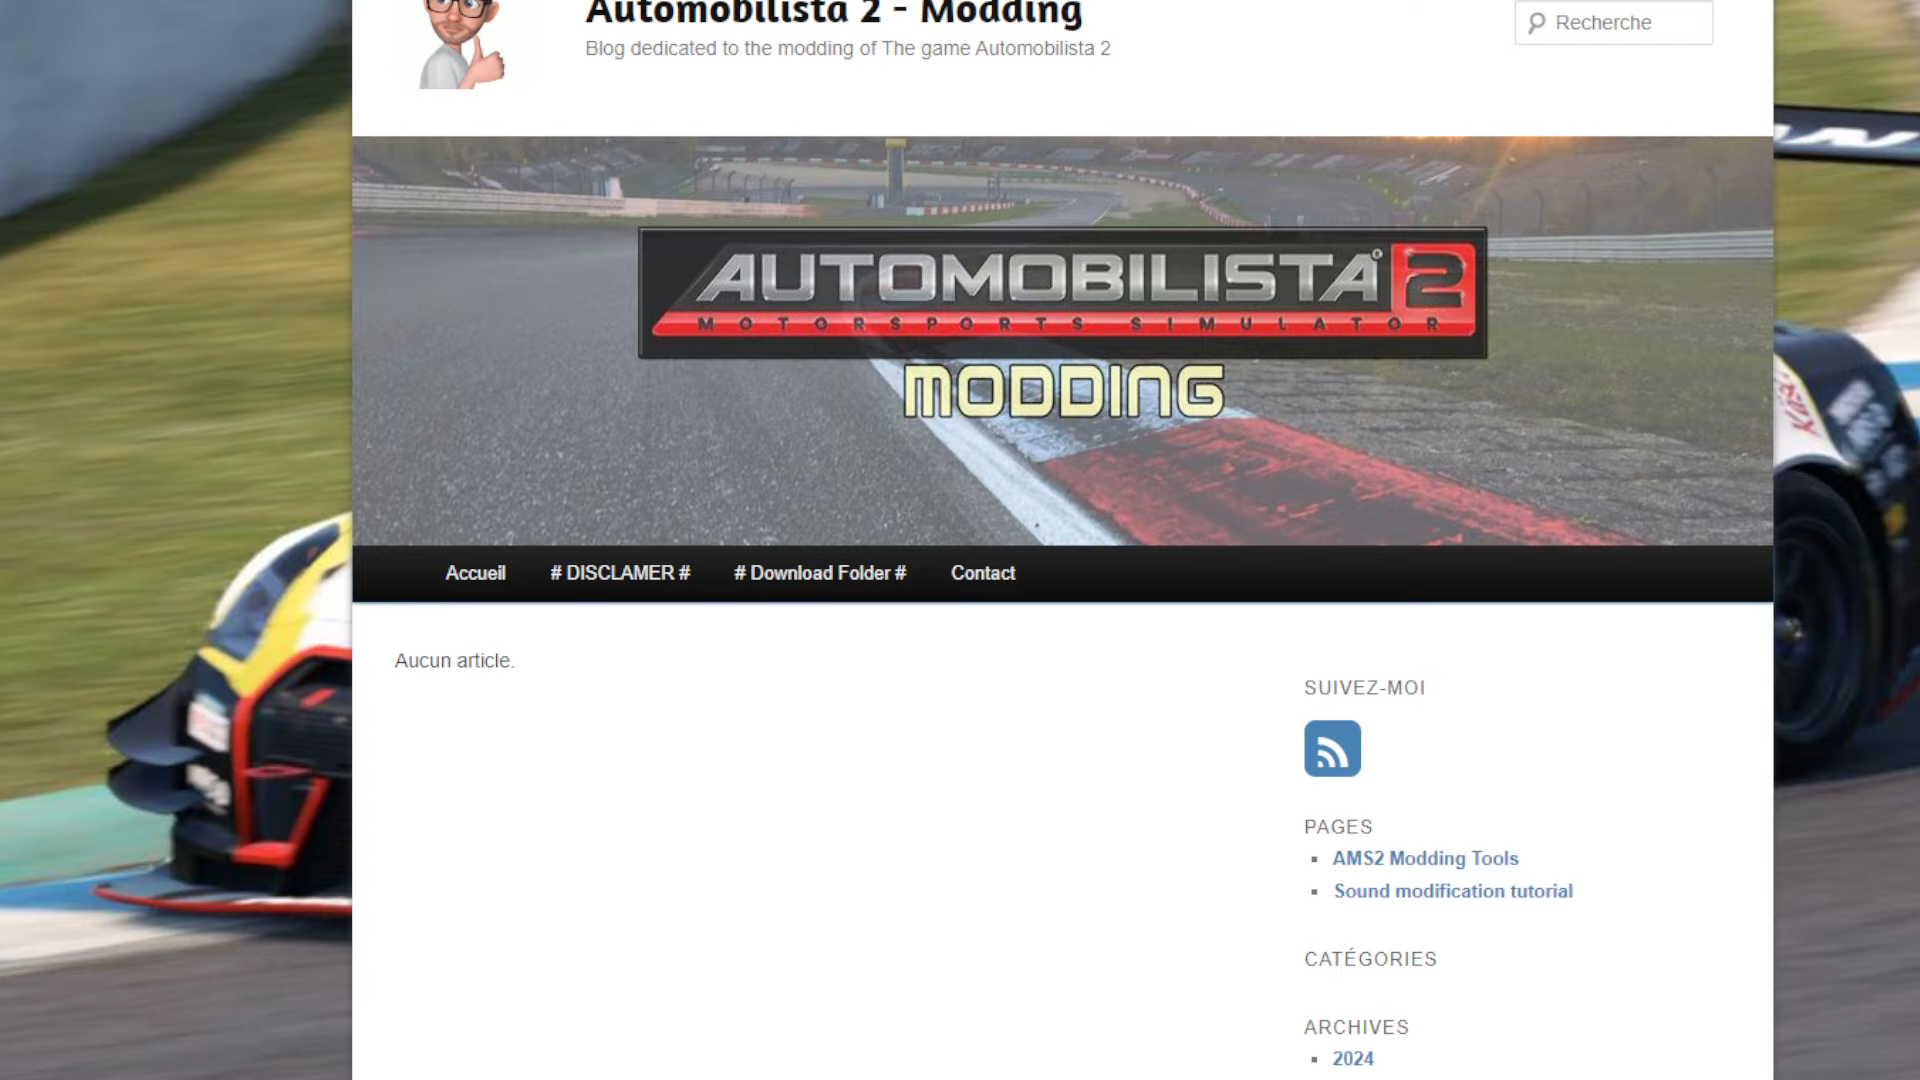 Automobilista 2 - Modding
Blog dedicated to the modding of The game Automobilista 2
Recherche
AUTOMOBILISTA® 2
MOTORSPORTS SIMULATOR
MODDING
Accueil
# DISCLAMER #
# Download Folder #
Contact
Aucun article.
SUIVEZ-MOI
PAGES
AMS2 Modding Tools
Sound modification tutorial
CATÉGORIES
ARCHIVES
2024